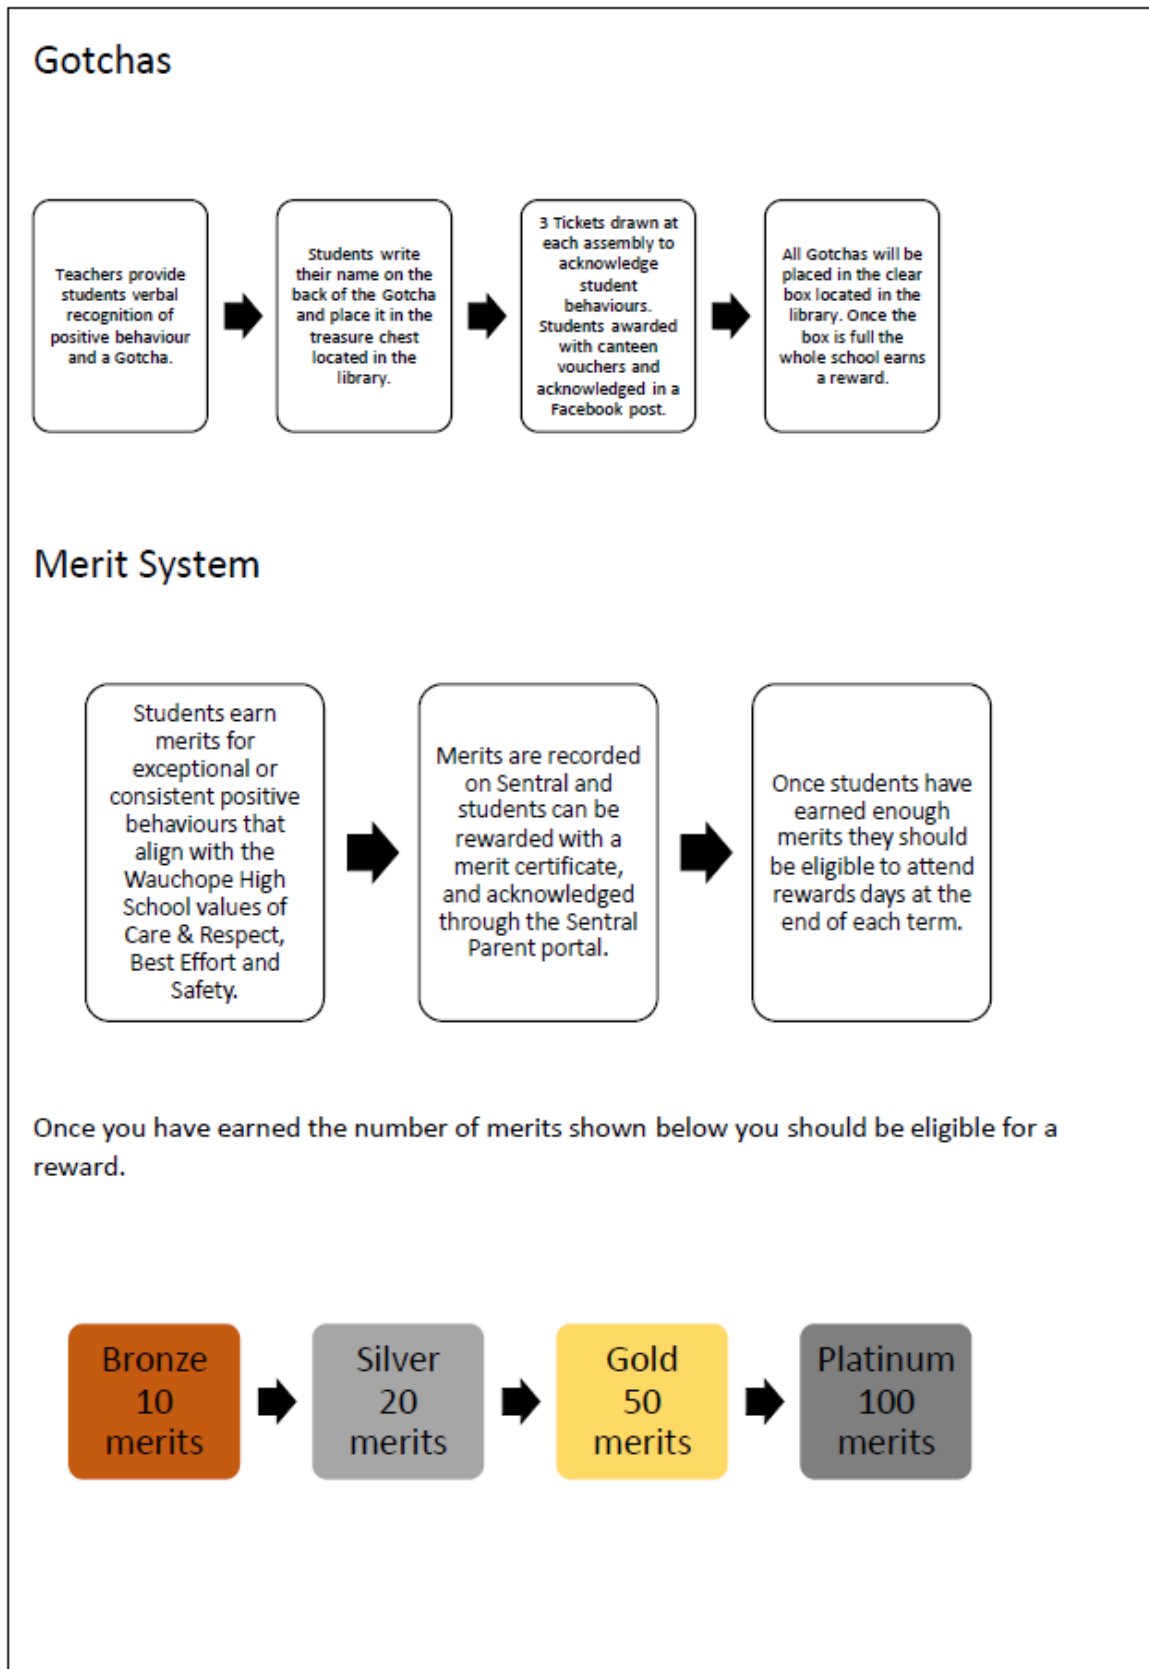 Gotchas
Teachers provide
students verbal
recognition of
positive behaviour
and a Gotcha.
Students write
their name on the
back of the Gotcha
and place it in the
treasure chest
located in the
library.
3 Tickets drawn at
each assembly to
acknowledge
student
behaviours.
Students awarded
with canteen
vouchers and
acknowledged in a
Facebook post.
All Gotchas will be
placed in the clear
box located in the
library. Once the
box is full the
whole school earns
a reward.
Merit System
Students earn
merits for
exceptional or
consistent positive
behaviours that
align with the
Wauchope High
School values of
Care & Respect,
Best Effort and
Safety.
Merits are recorded
on Sentral and
students can be
rewarded with a
merit certificate,
and acknowledged
through the Sentral
Parent portal.
Once students have
earned enough
merits they should
be eligible to attend
rewards days at the
end of each term.
Once you have earned the number of merits shown below you should be eligible for a
reward.
Bronze
10
merits
Silver
20
merits
Gold
50
merits
Platinum
100
merits